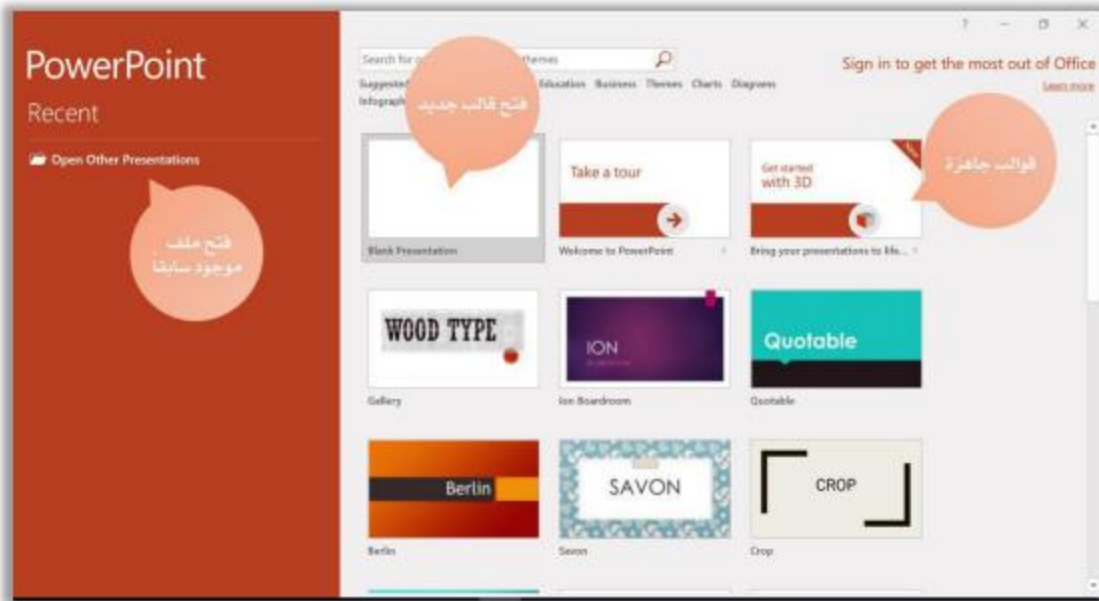 PowerPoint
Recent
Open Other Presentations
فتح ملف
موجود سابقا
Search for themes
Suggested Education Business Themes Charts Diagrams
فتح قالب جديد
Sign in to get the most out of Office
Learn more
قوالب جاهزة
Take a tour
Get started
with 3D
Blank Presentation
Welcome to PowerPoint
Bring your presentations to life...
WOOD TYPE
ION
Quotable
Gallery
Ion Boardroom
Quotable
Berlin
SAVON
CROP
Berlin
Savon
Crop